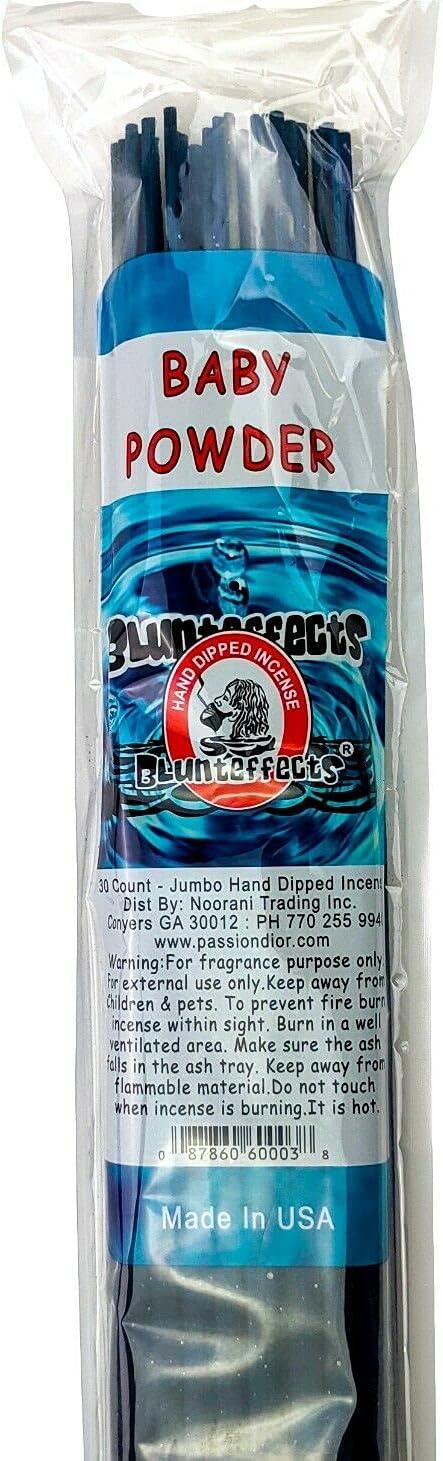 BABY
POWDER
Blunteffects
HAND DIPPED INCENSE
Blunteffects®
30 Count - Jumbo Hand Dipped Incens
Dist By: Noorani Trading Inc.
Conyers GA 30012 : PH 770 255 994
www.passiondior.com
Warning:For fragrance purpose only.
For external use only.Keep away from
Children & pets. To prevent fire burn
incense within sight. Burn in a well
ventilated area. Make sure the ash
falls in the ash tray. Keep away from
flammable material.Do not touch
when incense is burning.It is hot.
0 87860 60003 8
Made In USA